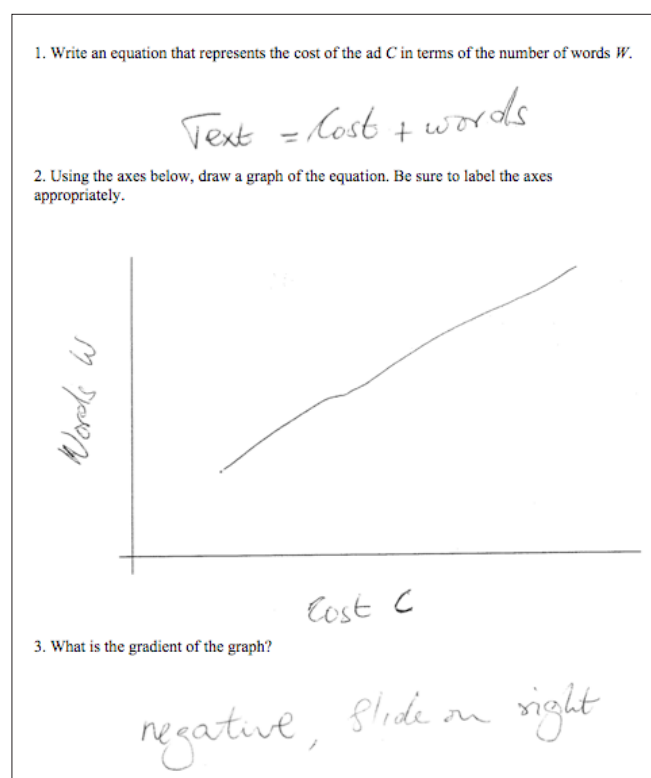 1. Write an equation that represents the cost of the ad C in terms of the number of words W.
Text = Cost + words
2. Using the axes below, draw a graph of the equation. Be sure to label the axes
appropriately.
Words W
Cost C
3. What is the gradient of the graph?
negative, slide on right